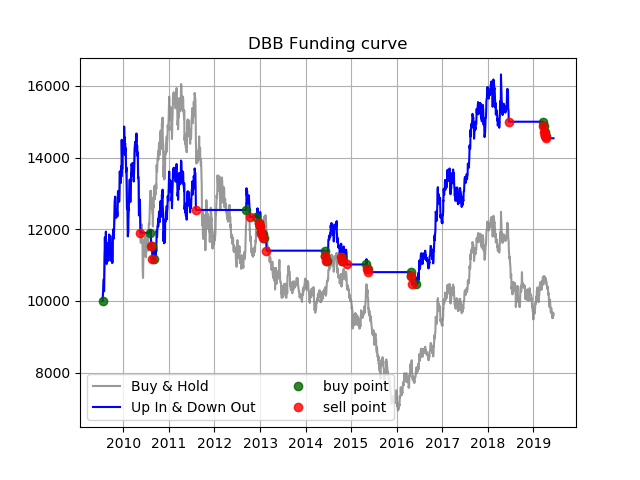 DBB Funding curve
16000
14000
12000
10000
8000
Buy & Hold
Up In & Down Out
buy point
sell point
2010 2011 2012 2013 2014 2015 2016 2017 2018 2019